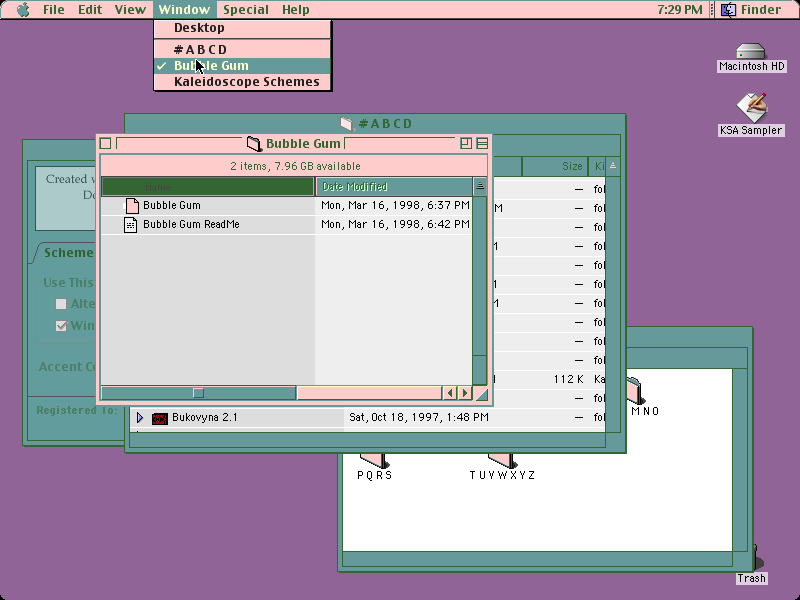 File Edit View Window Special Help 7:29 PM Finder
Desktop
#ABCD
✓ Bubble Gum
Kaleidoscope Schemes
Macintosh HD
KSA Sampler
#ABCD
Bubble Gum
2 items, 7.96 GB available
Name Date Modified
Bubble Gum Mon, Mar 16, 1998, 6:37 PM
Bubble Gum ReadMe Mon, Mar 16, 1998, 6:42 PM
Size Ki
— fol
M — fol
— fol
1 — fol
— fol
1 — fol
1 — fol
— fol
— fol
— fol
112 K Ka
— fol
Bukovyna 2.1 Sat, Oct 18, 1997, 1:48 PM — fol
Created w
De
Scheme
Use This
Alte
Win
Accent Co
Registered To:
M N O
P Q R S
T U V W X Y Z
Trash